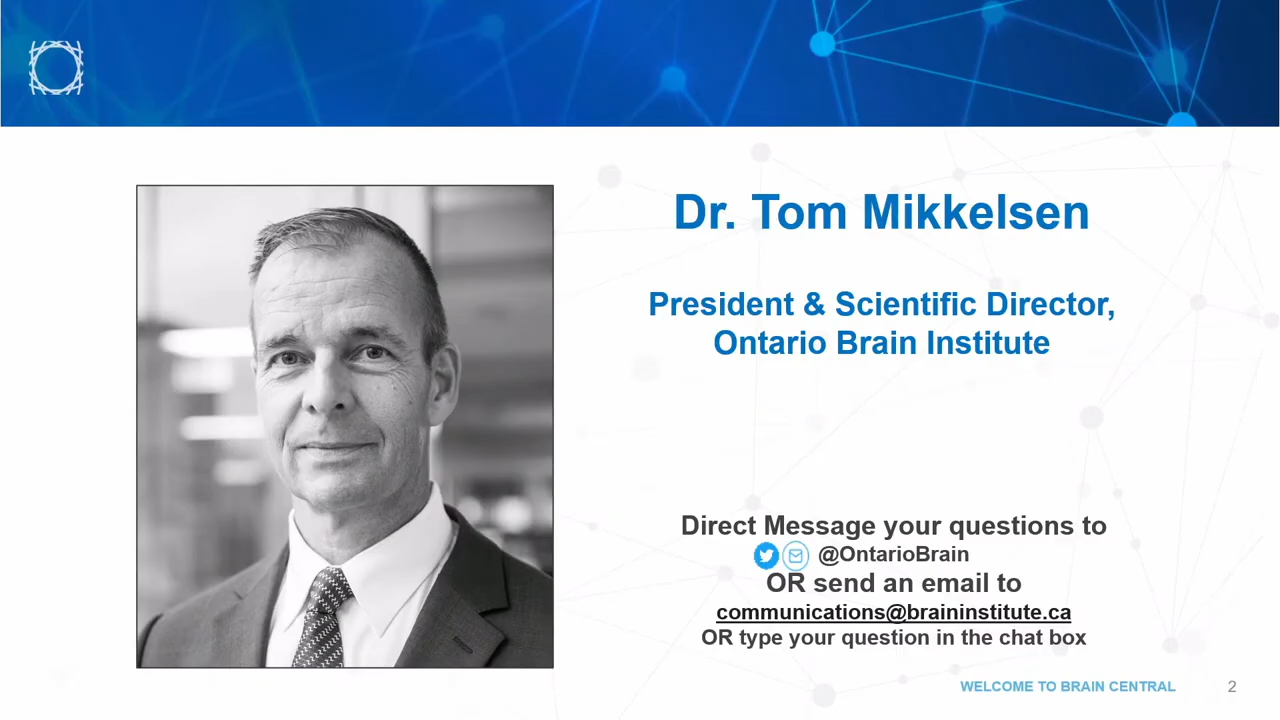 Dr. Tom Mikkelsen
President & Scientific Director,
Ontario Brain Institute
Direct Message your questions to
@OntarioBrain
OR send an email to
communications@braininstitute.ca
OR type your question in the chat box
WELCOME TO BRAIN CENTRAL
2